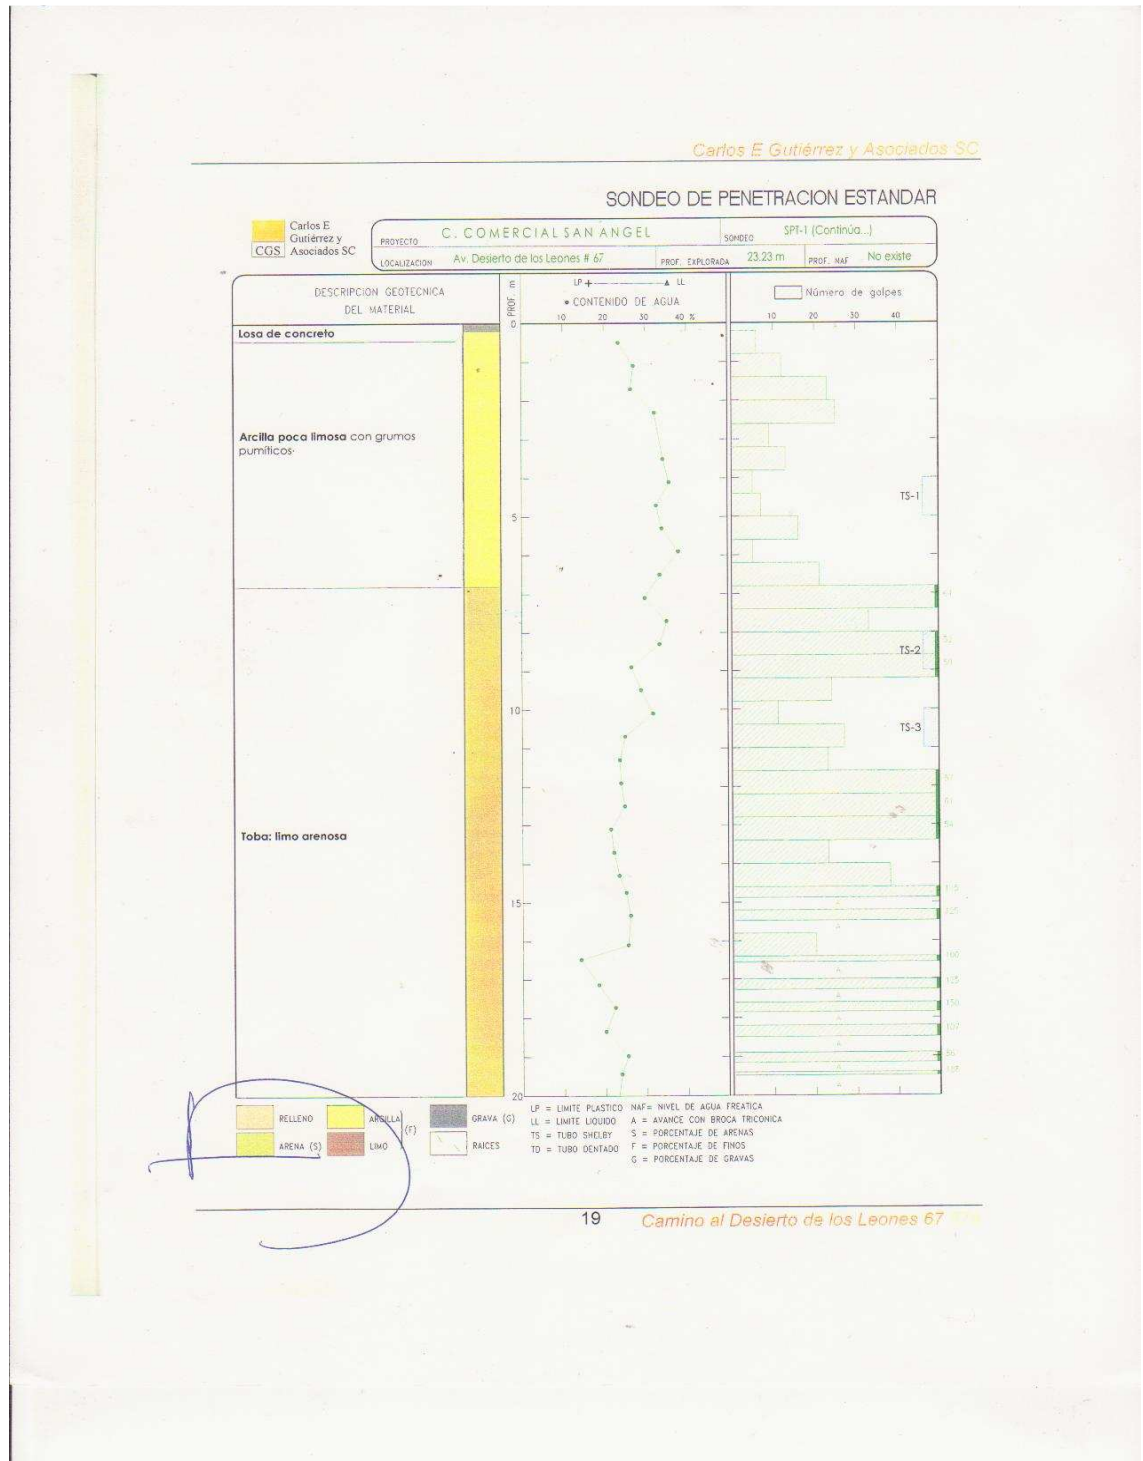 Carlos E Gutiérrez y Asociados SC
SONDEO DE PENETRACION ESTANDAR
Carlos E
Gutiérrez y
CGS Asociados SC
PROYECTO C. COMERCIAL SAN ANGEL SONDEO SPT-1 (Continúa...)
LOCALIZACION Av. Desierto de los Leones # 67 PROF. EXPLORADA 23.23 m PROF. NAF No existe
DESCRIPCION GEOTECNICA
DEL MATERIAL
PROF. m
LP LL
CONTENIDO DE AGUA
10 20 30 40 %
Número de golpes
10 20 30 40
0
Losa de concreto
Arcilla poca limosa con grumos
pumíticos
TS-1
5
TS-2
10
TS-3
Toba: limo arenosa
15
20
RELLENO ARCILLA (F) GRAVA (G)
ARENA (S) LIMO RAICES
LP = LIMITE PLASTICO NAF= NIVEL DE AGUA FREATICA
LL = LIMITE LIQUIDO A = AVANCE CON BROCA TRICONICA
TS = TUBO SHELBY S = PORCENTAJE DE ARENAS
TD = TUBO DENTADO F = PORCENTAJE DE FINOS
G = PORCENTAJE DE GRAVAS
19 Camino al Desierto de los Leones 67